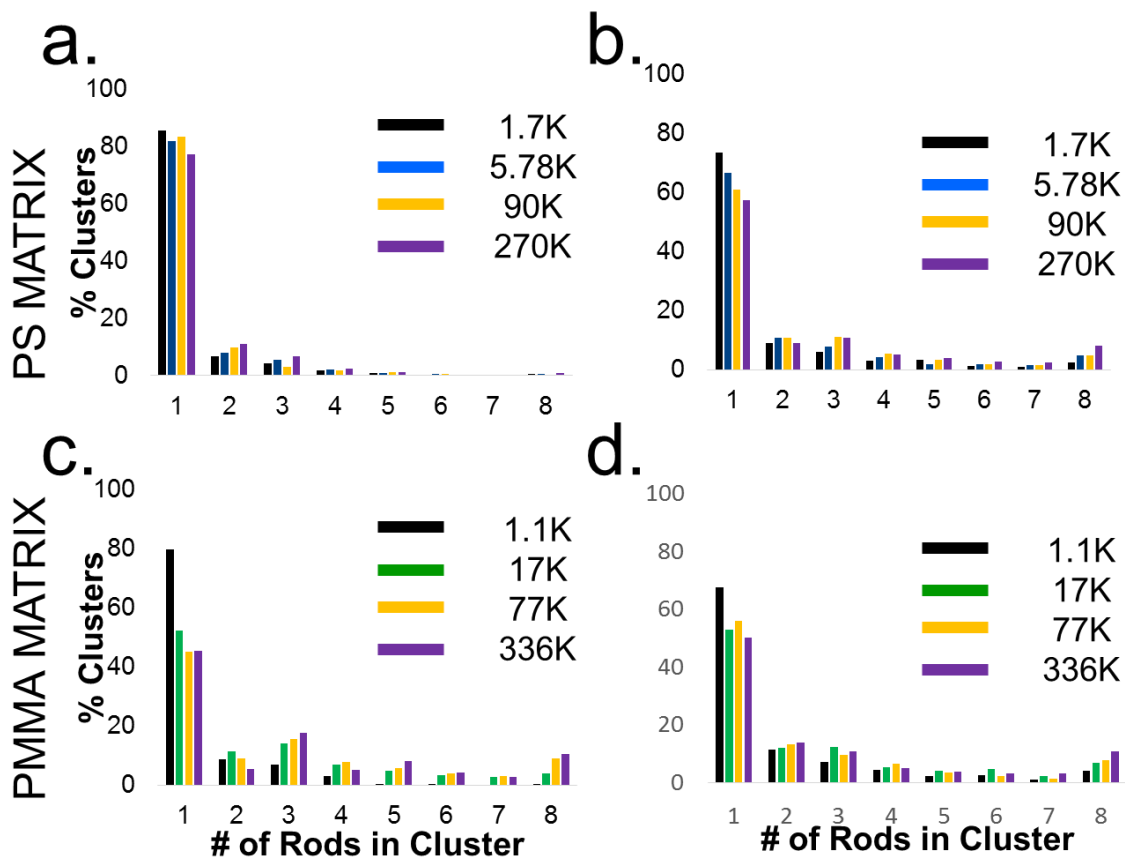 a.
PS MATRIX
% Clusters
100
80
60
40
20
0
1.7K
5.78K
90K
270K
1 2 3 4 5 6 7 8
b.
100
80
60
40
20
0
1.7K
5.78K
90K
270K
1 2 3 4 5 6 7 8
c.
PMMA MATRIX
% Clusters
100
80
60
40
20
0
1.1K
17K
77K
336K
1 2 3 4 5 6 7 8
# of Rods in Cluster
d.
100
80
60
40
20
0
1.1K
17K
77K
336K
1 2 3 4 5 6 7 8
# of Rods in Cluster